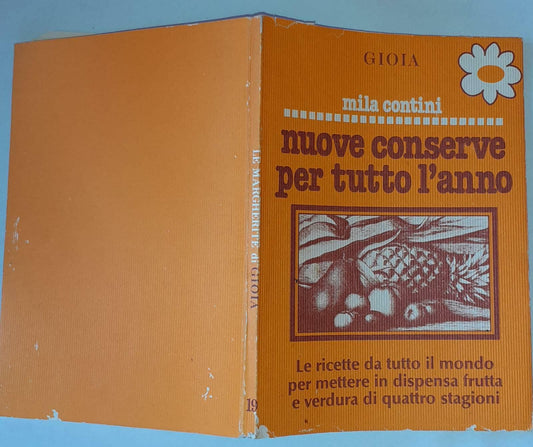 GIOIA
mila contini
nuove conserve
per tutto l'anno
Le ricette da tutto il mondo
per mettere in dispensa frutta
e verdura di quattro stagioni
LE MARGHERITE di GIOIA
19